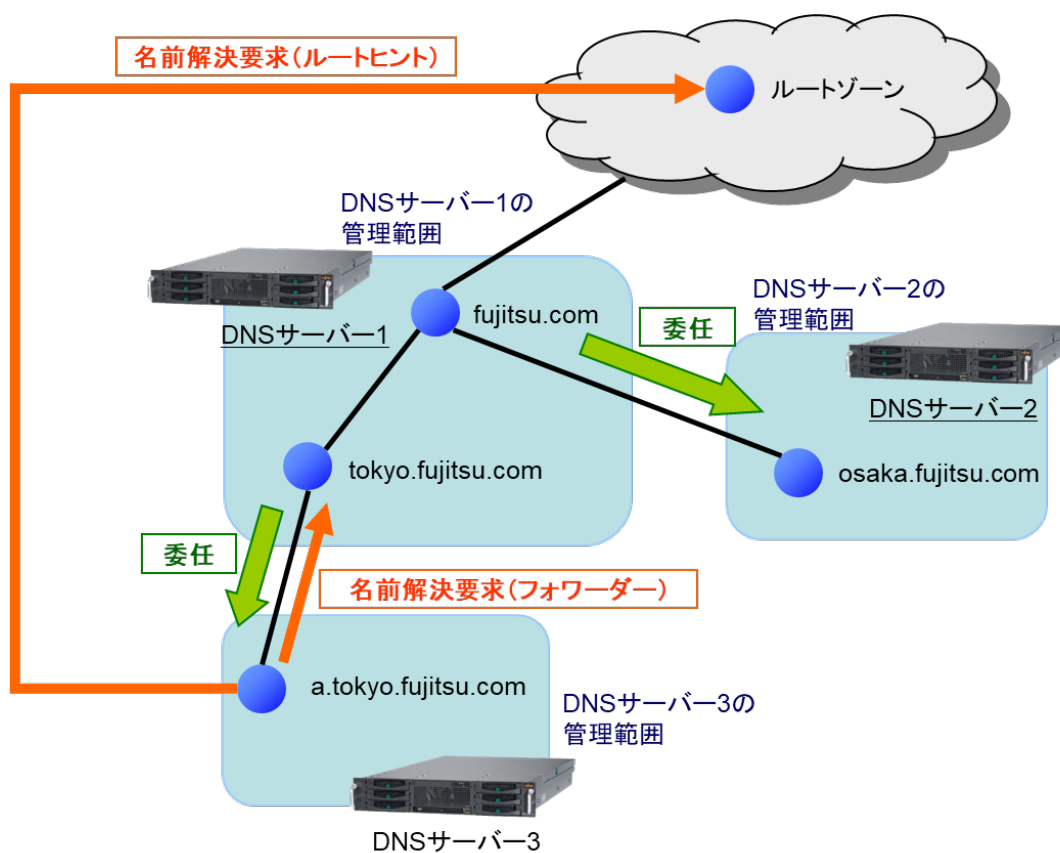 名前解決要求(ルートヒント)
ルートゾーン
DNSサーバー1の
管理範囲
DNSサーバー1
fujitsu.com
委任
DNSサーバー2の
管理範囲
DNSサーバー2
tokyo.fujitsu.com
osaka.fujitsu.com
委任
名前解決要求(フォワーダー)
a.tokyo.fujitsu.com
DNSサーバー3の
管理範囲
DNSサーバー3